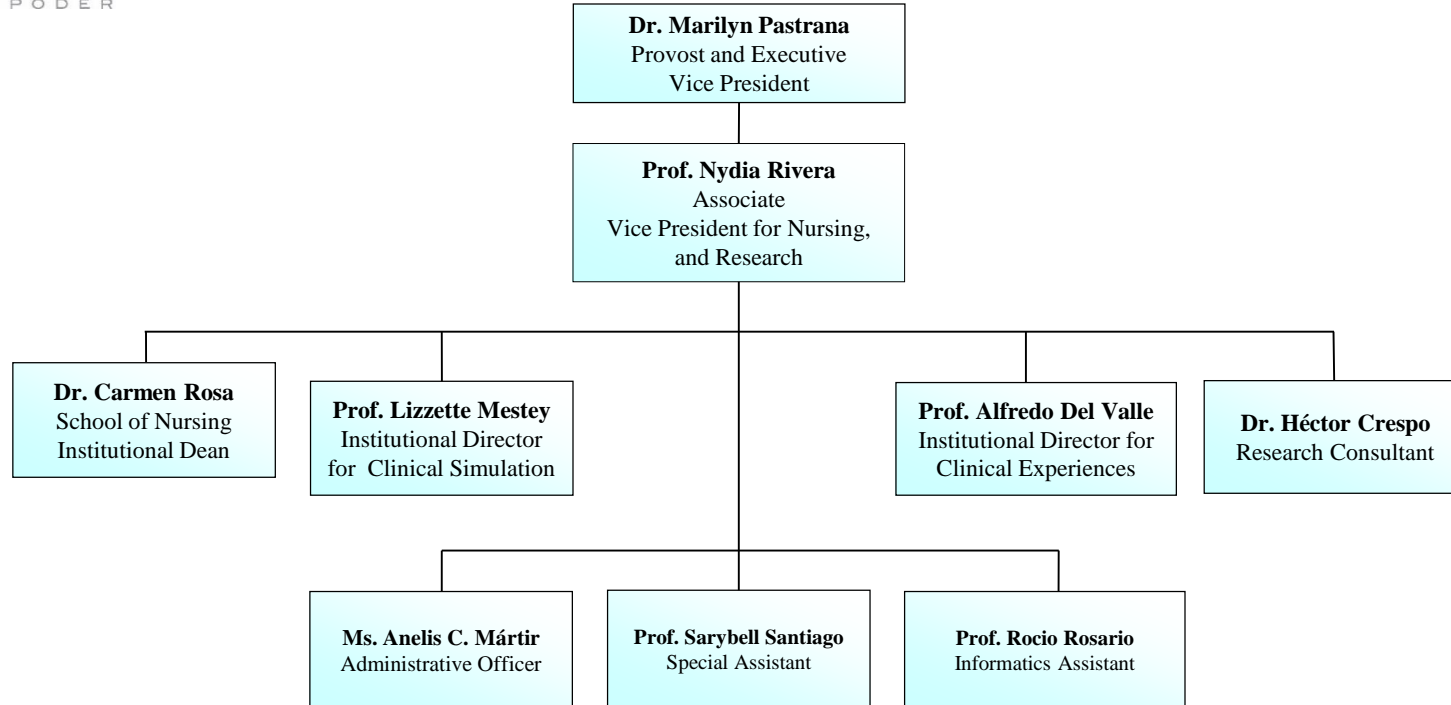 PODER
Dr. Marilyn Pastrana
Provost and Executive
Vice President
Prof. Nydia Rivera
Associate
Vice President for Nursing,
and Research
Dr. Carmen Rosa
School of Nursing
Institutional Dean
Prof. Lizzette Mestey
Institutional Director
for Clinical Simulation
Prof. Alfredo Del Valle
Institutional Director for
Clinical Experiences
Dr. Héctor Crespo
Research Consultant
Ms. Anelis C. Mártir
Administrative Officer
Prof. Sarybell Santiago
Special Assistant
Prof. Rocio Rosario
Informatics Assistant